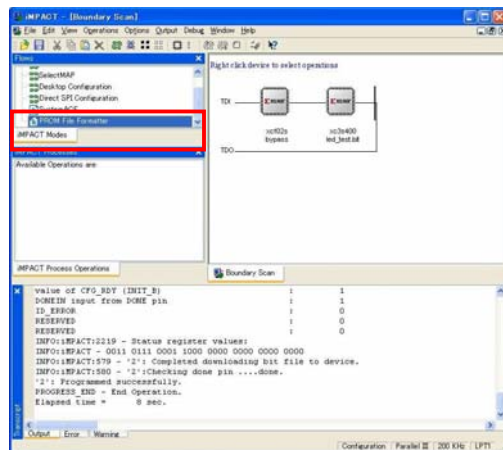 iMPACT - [Boundary Scan]
File Edit View Operations Options Output Debug Window Help
Flows
SelectMAP
Desktop Configuration
Direct SPI Configuration
SystemACE
PROM File Formatter
iMPACT Modes
iMPACT Processes
Available Operations are
iMPACT Process Operations
Right click device to select operations
TDI
XILINX
XILINX
xcf02s
bypass
xc3s400
led_test.bit
TDO
Boundary Scan
value of CFG_RDY (INIT_B) : 1
DONEIN input from DONE pin : 1
ID_ERROR : 0
RESERVED : 0
RESERVED : 0
INFO:iMPACT:2219 - Status register values:
INFO:iMPACT - 0011 0111 0001 1000 0000 0000 0000 0000
INFO:iMPACT:579 - '2': Completed downloading bit file to device.
INFO:iMPACT:580 - '2':Checking done pin ....done.
'2': Programmed successfully.
PROGRESS_END - End Operation.
Elapsed time = 8 sec.
Transcript
Output Error Warning
Configuration Parallel III 200 KHz LPT1